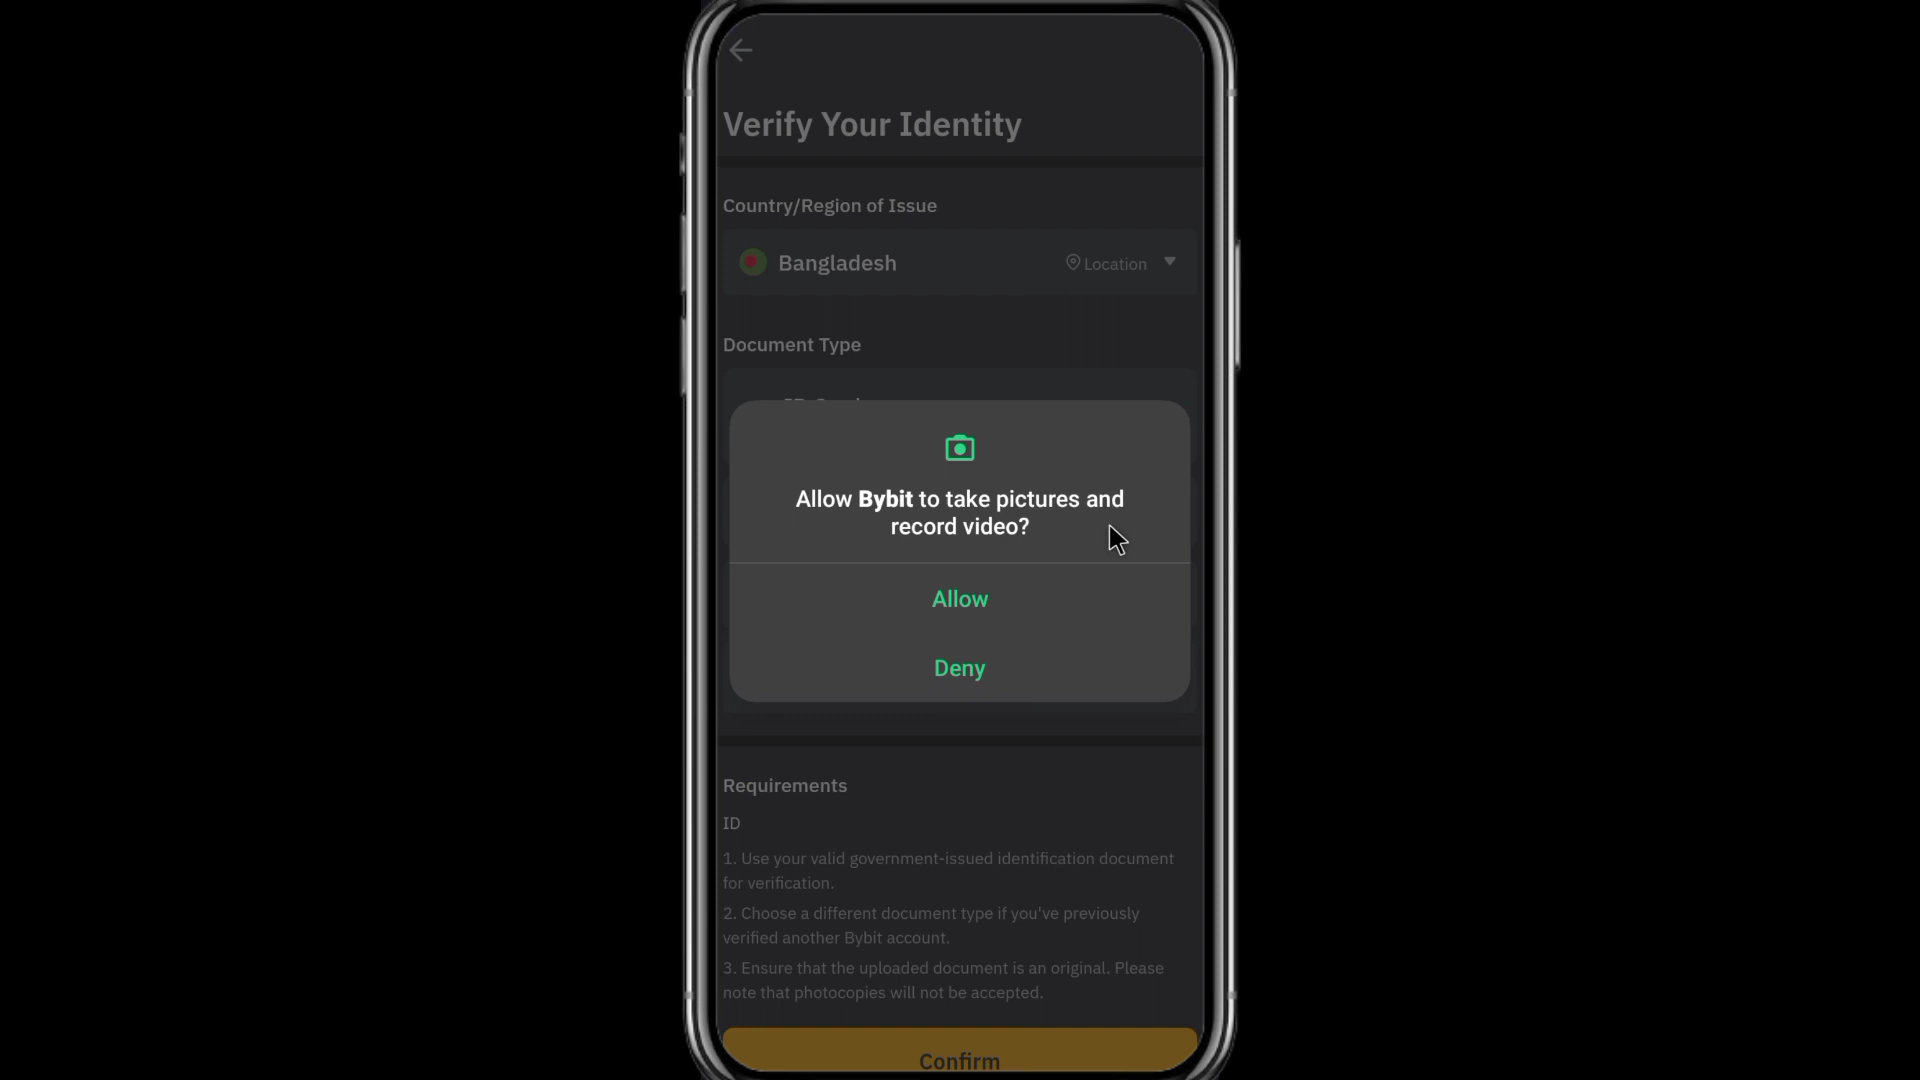 Verify Your Identity
Country/Region of Issue
Bangladesh
Location
Document Type
Allow Bybit to take pictures and
record video?
Allow
Deny
Requirements
ID
1. Use your valid government-issued identification document
for verification.
2. Choose a different document type if you've previously
verified another Bybit account.
3. Ensure that the uploaded document is an original. Please
note that photocopies will not be accepted.
Confirm